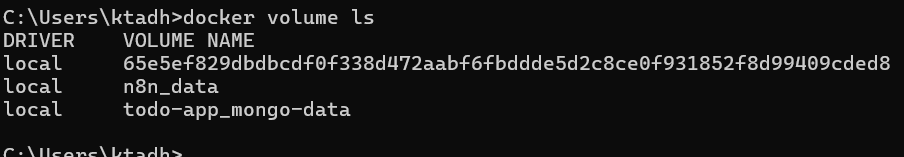 C:\Users\ktadh>docker volume ls
DRIVER    VOLUME NAME
local     65e5ef829dbdbcdf0f338d472aabf6fbddde5d2c8ce0f931852f8d99409cded8
local     n8n_data
local     todo-app_mongo-data
C:\Users\ktadh>